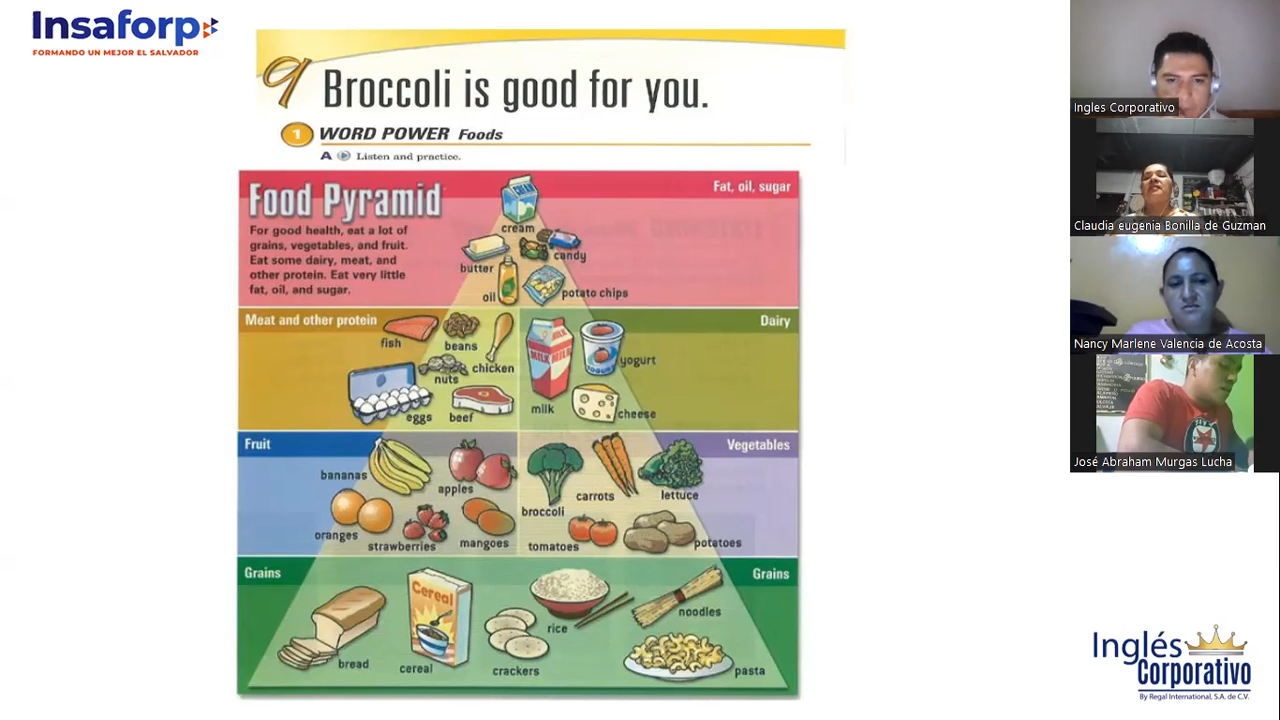 Insaforp
FORMANDO UN MEJOR EL SALVADOR
9 Broccoli is good for you.
1 WORD POWER Foods
A Listen and practice.
Food Pyramid
Fat, oil, sugar
For good health, eat a lot of
grains, vegetables, and fruit.
Eat some dairy, meat, and
other protein. Eat very little
fat, oil, and sugar.
CREAM
cream
butter
candy
oil
potato chips
Meat and other protein
Dairy
fish
beans
chicken
nuts
eggs
beef
MILK MILK
milk
YOGURT
yogurt
cheese
Fruit
Vegetables
bananas
apples
oranges
strawberries
mangoes
broccoli
carrots
lettuce
tomatoes
potatoes
Grains
Grains
bread
Cereal
cereal
crackers
rice
noodles
pasta
Ingles Corporativo
Claudia eugenia Bonilla de Guzman
Nancy Marlene Valencia de Acosta
José Abraham Murgas Lucha
Inglés
Corporativo
By Regal International, S.A. de C.V.